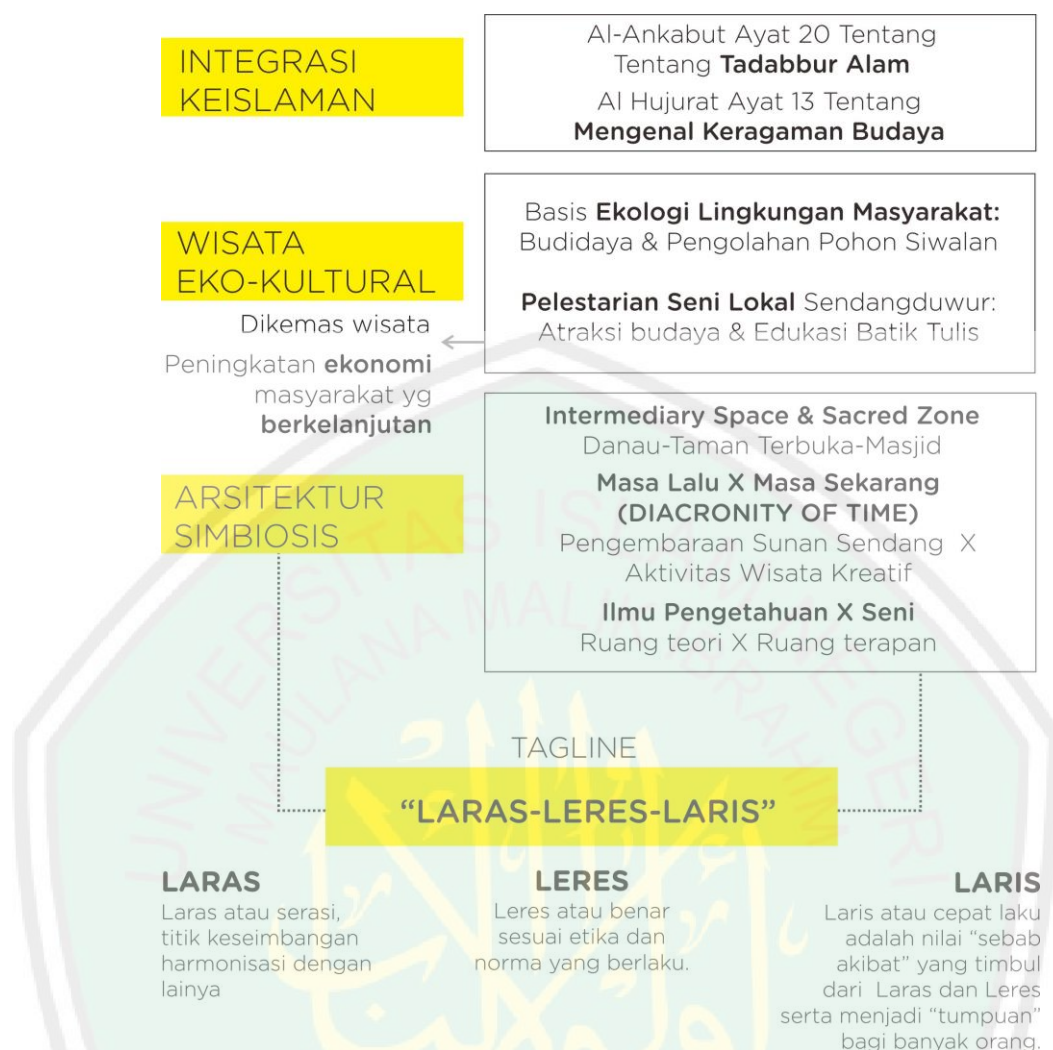 INTEGRASI
KEISLAMAN
Al-Ankabut Ayat 20 Tentang
Tentang Tadabbur Alam
Al Hujurat Ayat 13 Tentang
Mengenal Keragaman Budaya
WISATA
EKO-KULTURAL
Dikemas wisata
Peningkatan ekonomi
masyarakat yg
berkelanjutan
Basis Ekologi Lingkungan Masyarakat:
Budidaya & Pengolahan Pohon Siwalan
Pelestarian Seni Lokal Sendangduwur:
Atraksi budaya & Edukasi Batik Tulis
ARSITEKTUR
SIMBIOSIS
Intermediary Space & Sacred Zone
Danau-Taman Terbuka-Masjid
Masa Lalu X Masa Sekarang
(DIACRONITY OF TIME)
Pengembaraan Sunan Sendang X
Aktivitas Wisata Kreatif
Ilmu Pengetahuan X Seni
Ruang teori X Ruang terapan
TAGLINE
“LARAS-LERES-LARIS”
LARAS
Laras atau serasi,
titik keseimbangan
harmonisasi dengan
lainya
LERES
Leres atau benar
sesuai etika dan
norma yang berlaku.
LARIS
Laris atau cepat laku
adalah nilai “sebab
akibat” yang timbul
dari Laras dan Leres
serta menjadi “tumpuan”
bagi banyak orang.
UNIVERSITAS ISLAM NEGERI
MAULANA MALIK IBRAHIM